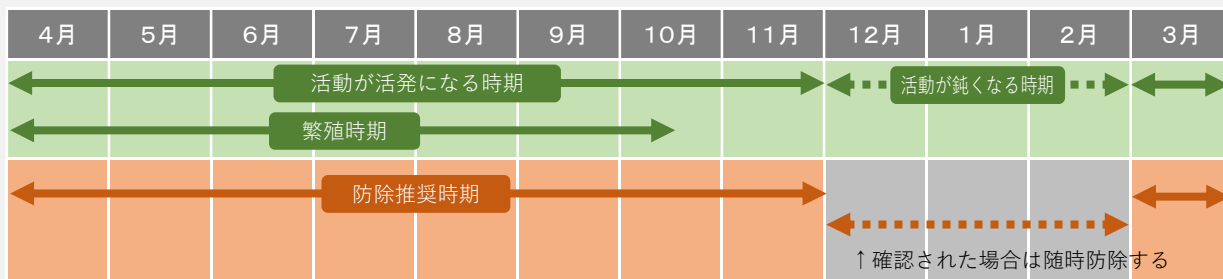 4月 5月 6月 7月 8月 9月 10月 11月 12月 1月 2月 3月
活動が活発になる時期 活動が鈍くなる時期
繁殖時期
防除推奨時期
↑確認された場合は随時防除する